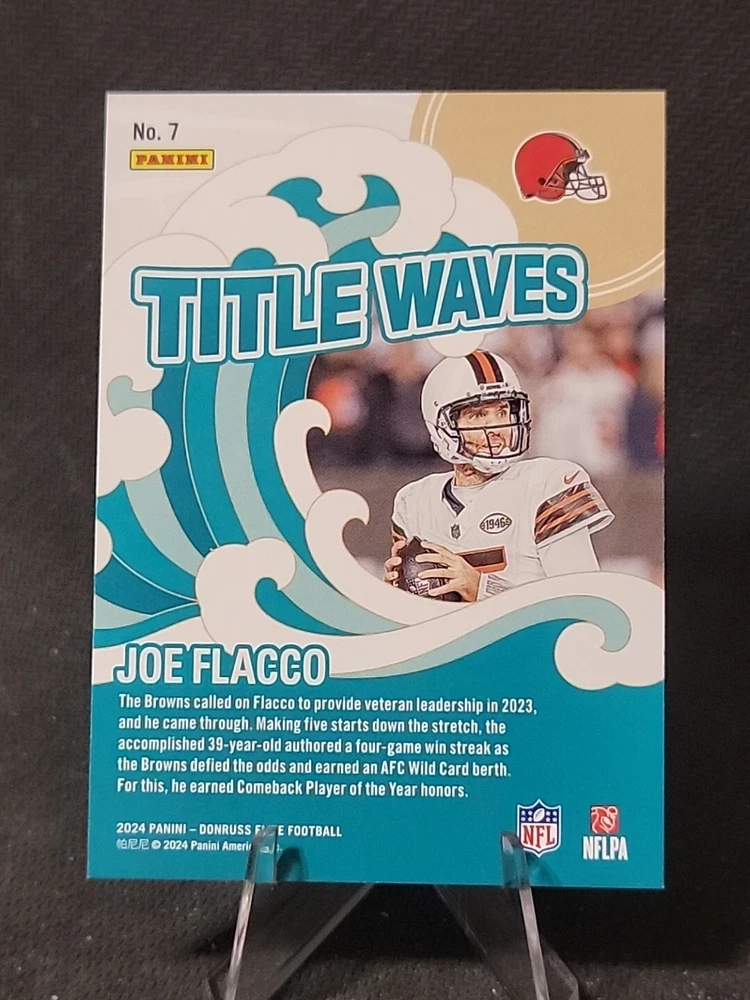 No. 7
PANINI
TITLE WAVES
1946
JOE FLACCO
The Browns called on Flacco to provide veteran leadership in 2023,
and he came through. Making five starts down the stretch, the
accomplished 39-year-old authored a four-game win streak as
the Browns defied the odds and earned an AFC Wild Card berth.
For this, he earned Comeback Player of the Year honors.
2024 PANINI – DONRUSS ELITE FOOTBALL
帕尼尼 © 2024 Panini America, Inc.
NFL
NFLPA